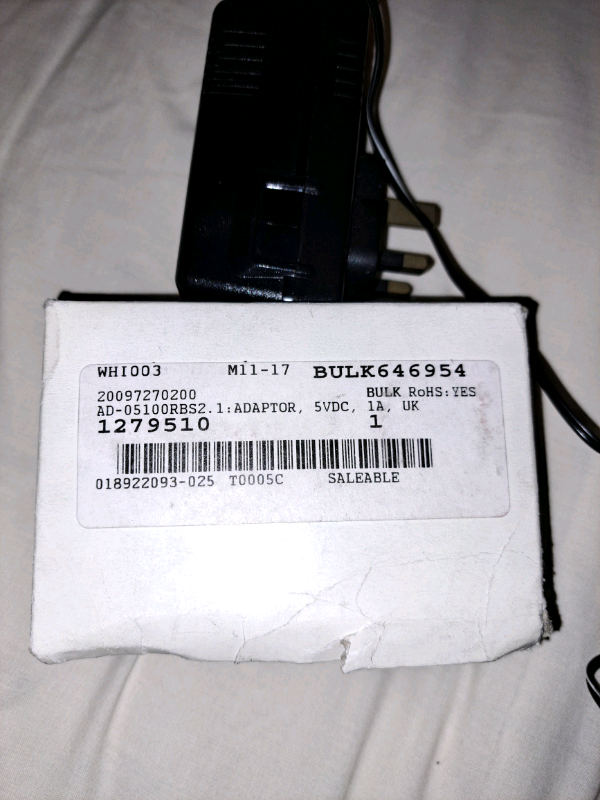 WHI003 M11-17 BULK646954
20097270200 BULK RoHS:YES
AD-05100RBS2.1:ADAPTOR, 5VDC, 1A, UK
1279510 1
018922093-025 T0005C SALEABLE